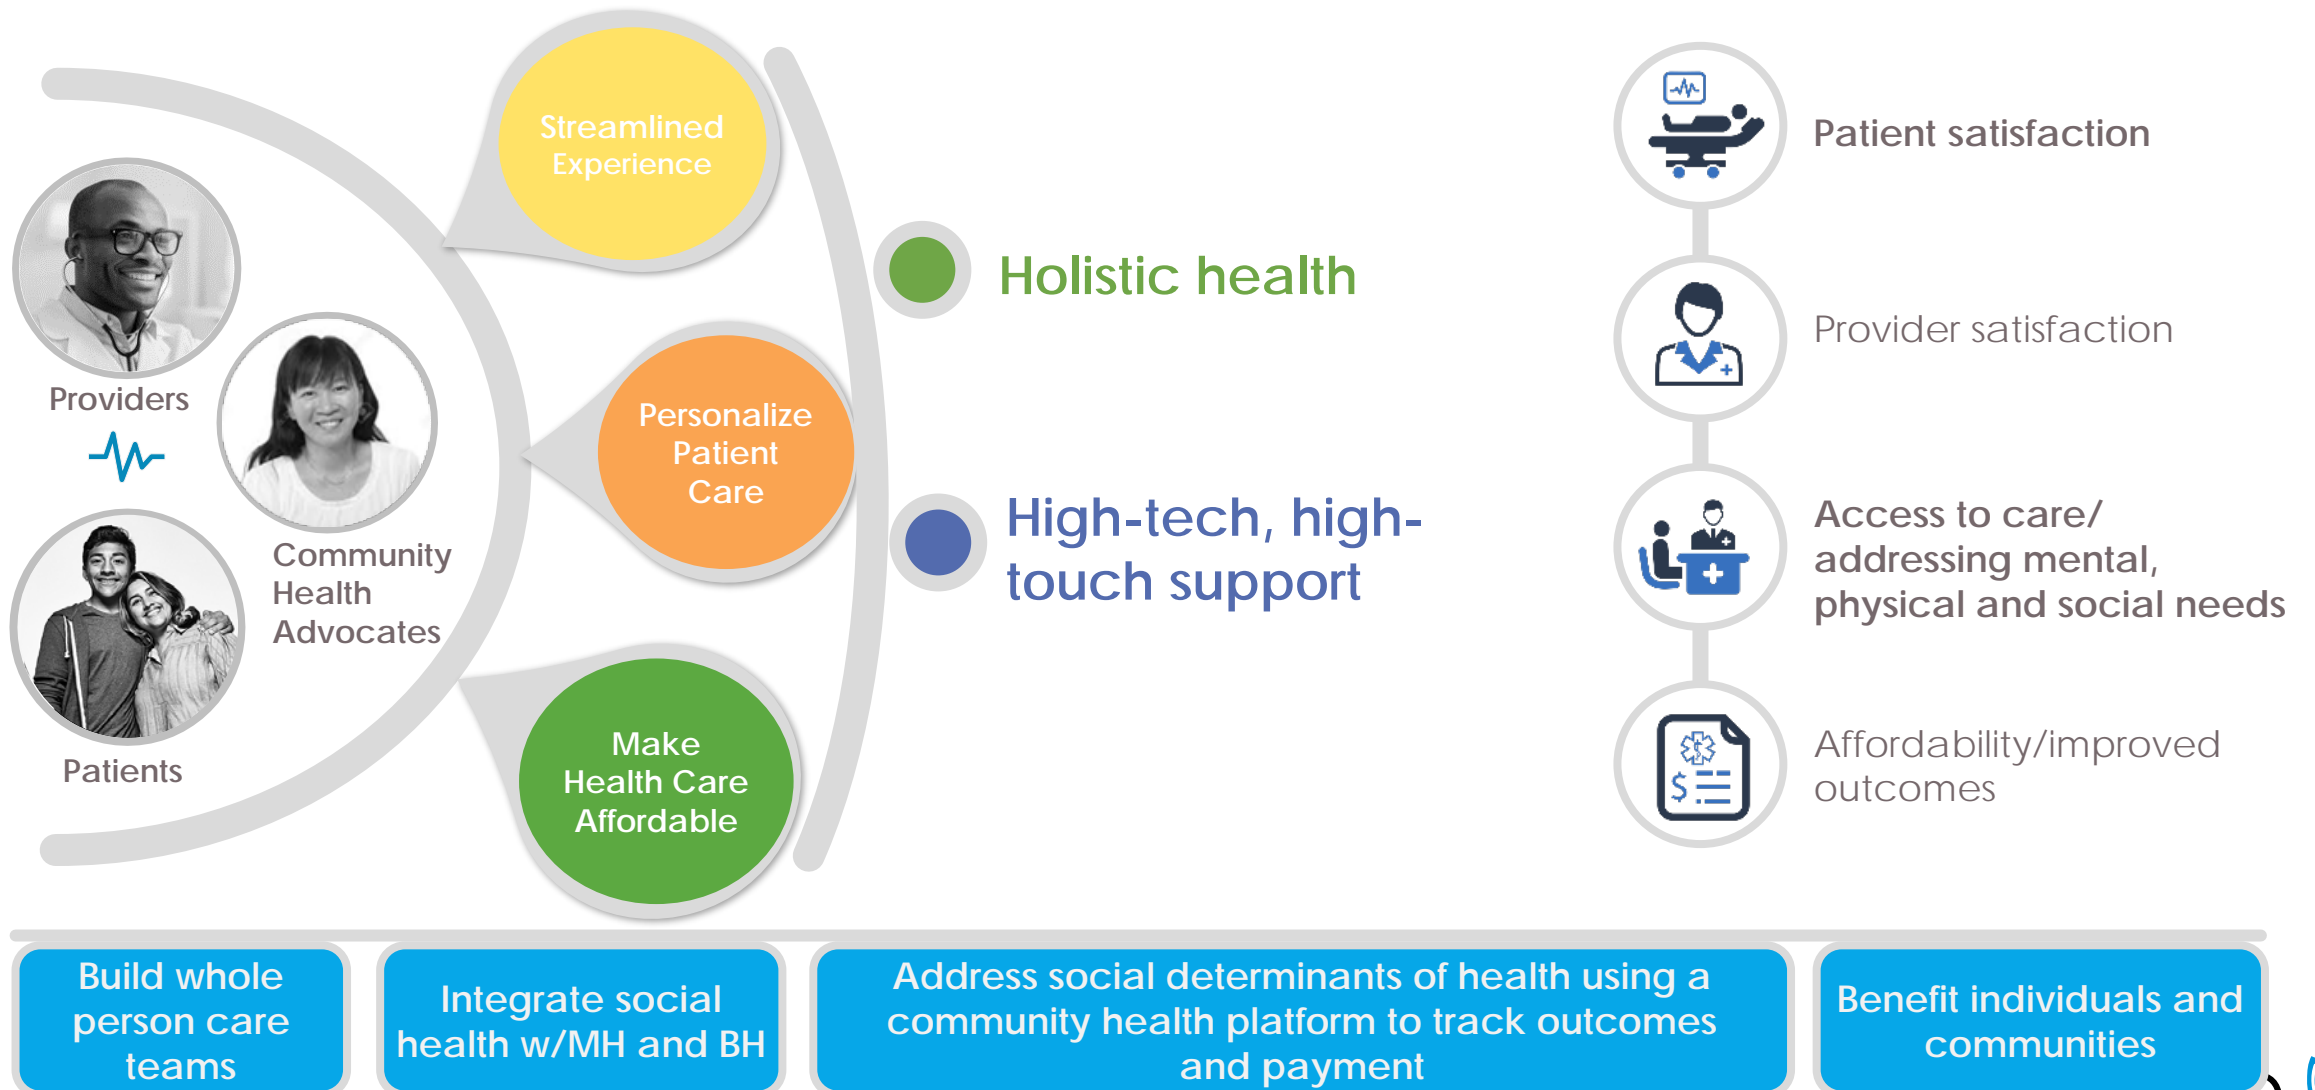 Streamlined
Experience
Providers
Community
Health
Advocates
Patients
Personalize
Patient
Care
Make
Health Care
Affordable
Holistic health
High-tech, high-
touch support
Patient satisfaction
Provider satisfaction
Access to care/
addressing mental,
physical and social needs
Affordability/improved
outcomes
$
Build whole
person care
teams
Integrate social
health w/MH and BH
Address social determinants of health using a
community health platform to track outcomes
and payment
Benefit individuals and
communities